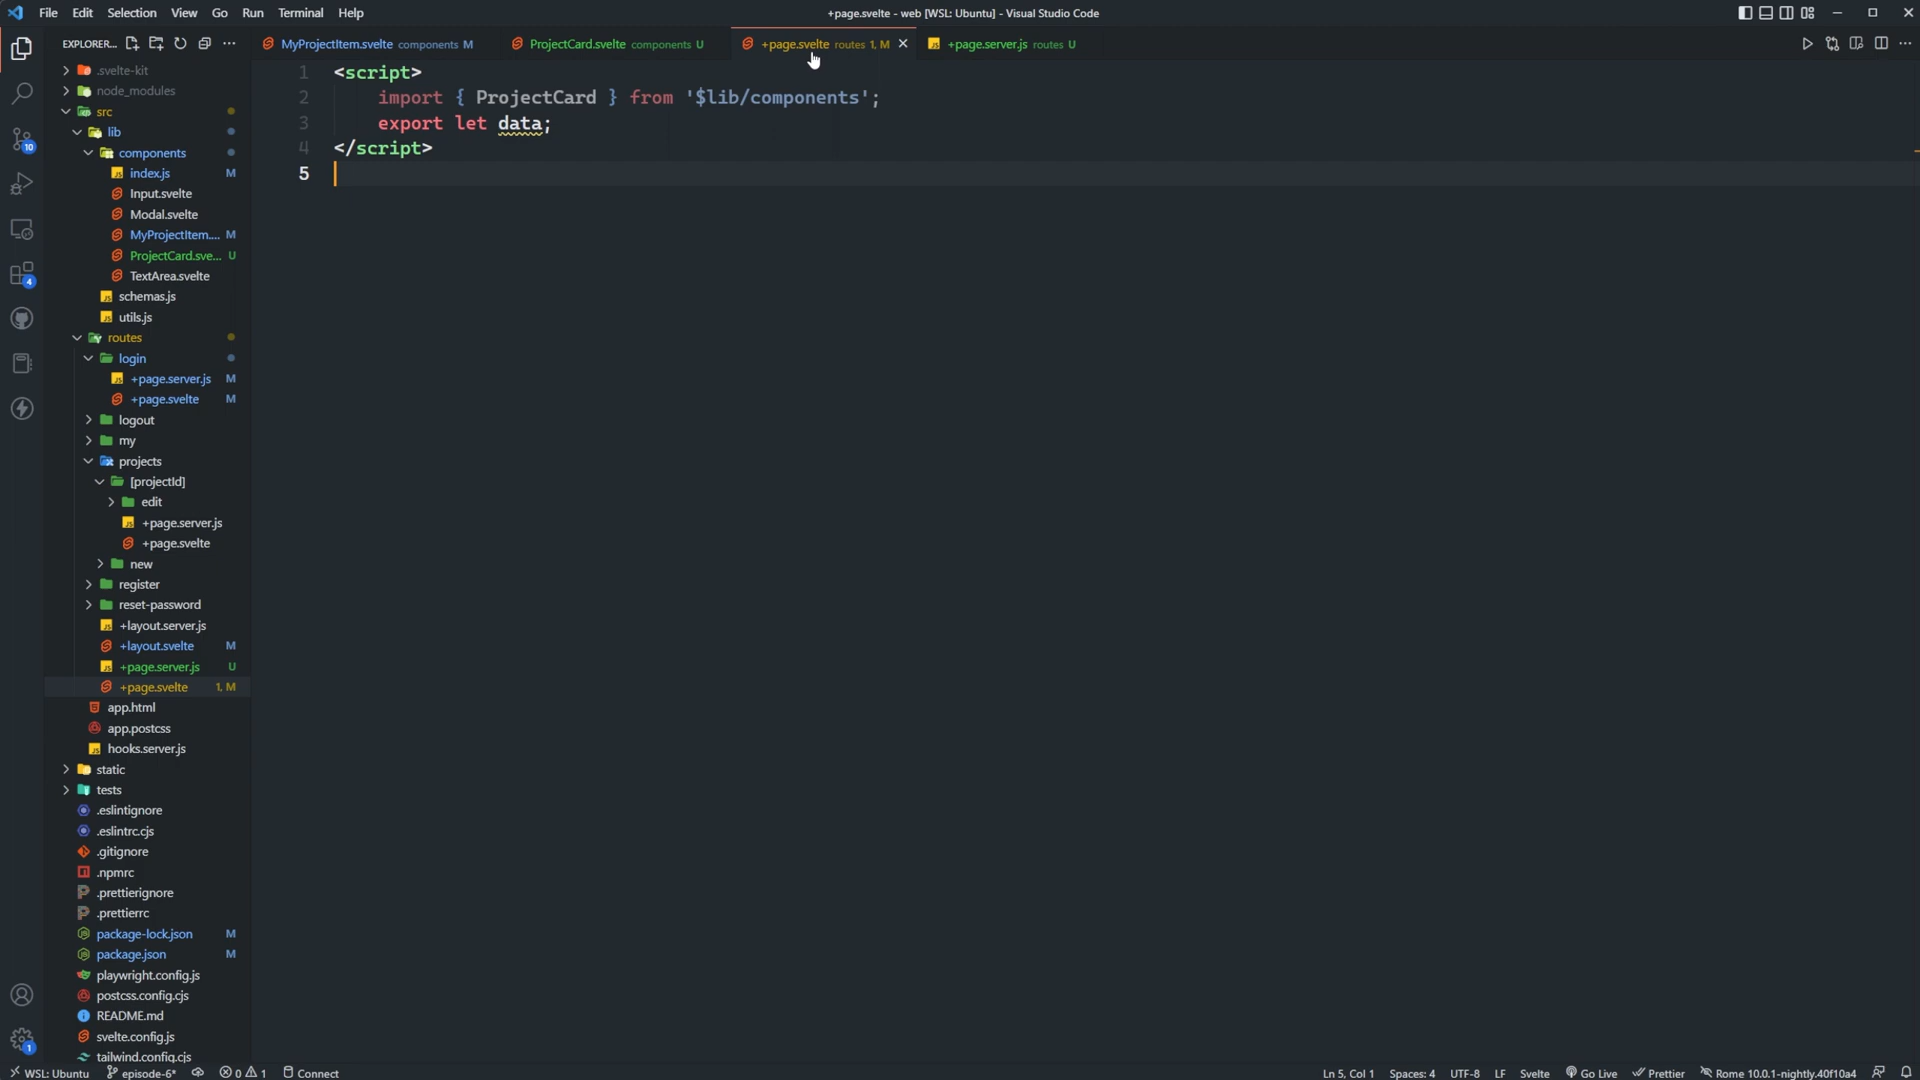 File Edit Selection View Go Run Terminal Help
+page.svelte - web [WSL: Ubuntu] - Visual Studio Code
EXPLORER...
MyProjectItem.svelte components M
ProjectCard.svelte components U
+page.svelte routes 1, M
+page.server.js routes U
.svelte-kit
node_modules
src
lib
components
index.js M
Input.svelte
Modal.svelte
MyProjectItem.... M
ProjectCard.sve... U
TextArea.svelte
schemas.js
utils.js
routes
login
+page.server.js M
+page.svelte M
logout
my
projects
[projectId]
edit
+page.server.js
+page.svelte
new
register
reset-password
+layout.server.js
+layout.svelte M
+page.server.js U
+page.svelte 1, M
app.html
app.postcss
hooks.server.js
static
tests
.eslintignore
.eslintrc.cjs
.gitignore
.npmrc
.prettierignore
.prettierrc
package-lock.json M
package.json M
playwright.config.js
postcss.config.cjs
README.md
svelte.config.js
tailwind.config.cjs
10
4
1
1 <script>
2 import { ProjectCard } from '$lib/components';
3 export let data;
4 </script>
5
WSL: Ubuntu episode-6* 0 1 Connect
Ln 5, Col 1 Spaces: 4 UTF-8 LF Svelte Go Live Prettier Rome 10.0.1-nightly.40f10a4